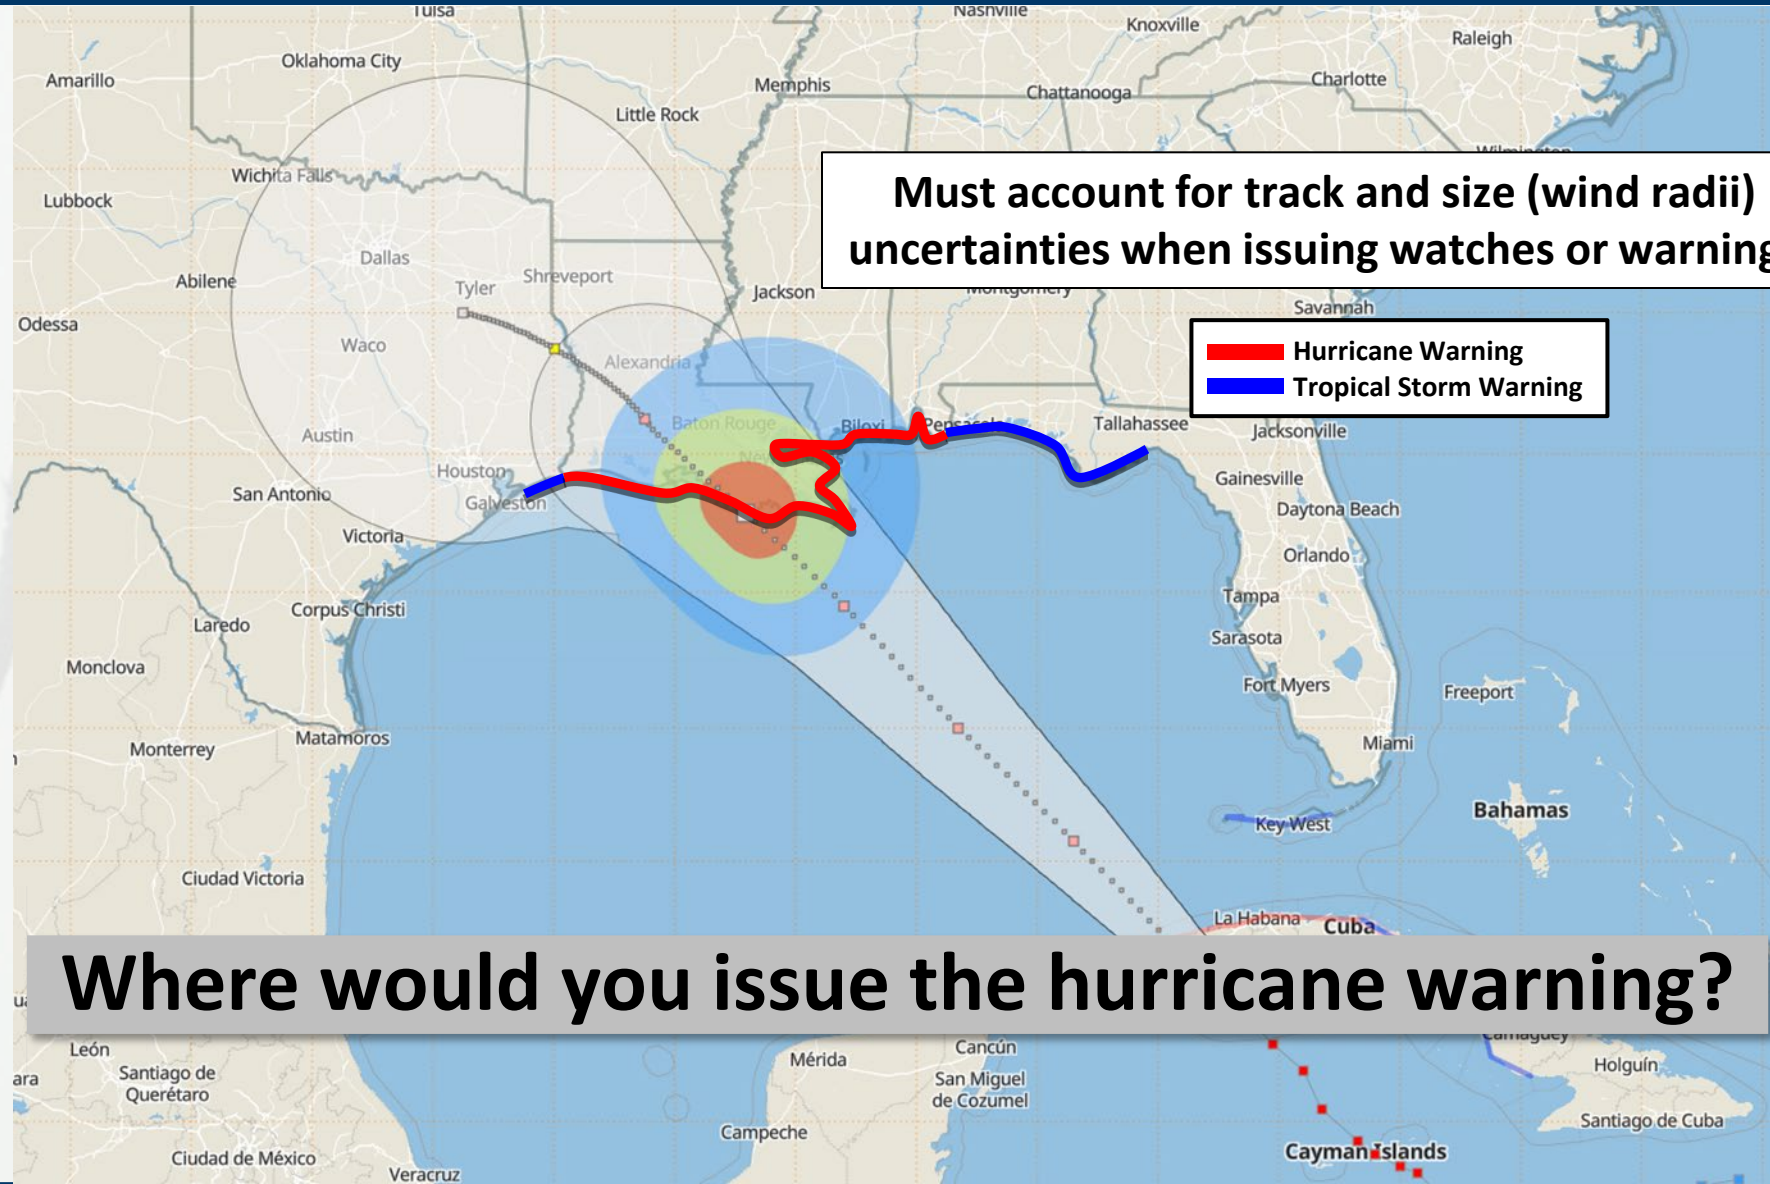 Tulsa
Nashville
Knoxville
Raleigh
Oklahoma City
Amarillo
Memphis
Charlotte
Chattanooga
Little Rock
Wilmington
Must account for track and size (wind radii)
uncertainties when issuing watches or warning
Wichita Falls
Lubbock
Dallas
Shreveport
Abilene
Tyler
Jackson
Montgomery
Savannah
Odessa
Waco
Alexandria
Hurricane Warning
Tropical Storm Warning
Baton Rouge
Biloxi
Pensacola
Tallahassee
Jacksonville
Austin
Houston
Gainesville
San Antonio
Galveston
Daytona Beach
Victoria
Orlando
Corpus Christi
Tampa
Laredo
Sarasota
Monclova
Fort Myers
Freeport
Matamoros
Monterrey
Miami
Bahamas
Key West
Ciudad Victoria
La Habana
Cuba
Where would you issue the hurricane warning?
Camagüey
León
Cancún
Mérida
Holguín
Santiago de
Querétaro
San Miguel
de Cozumel
Campeche
Santiago de Cuba
Cayman Islands
Ciudad de México
Veracruz